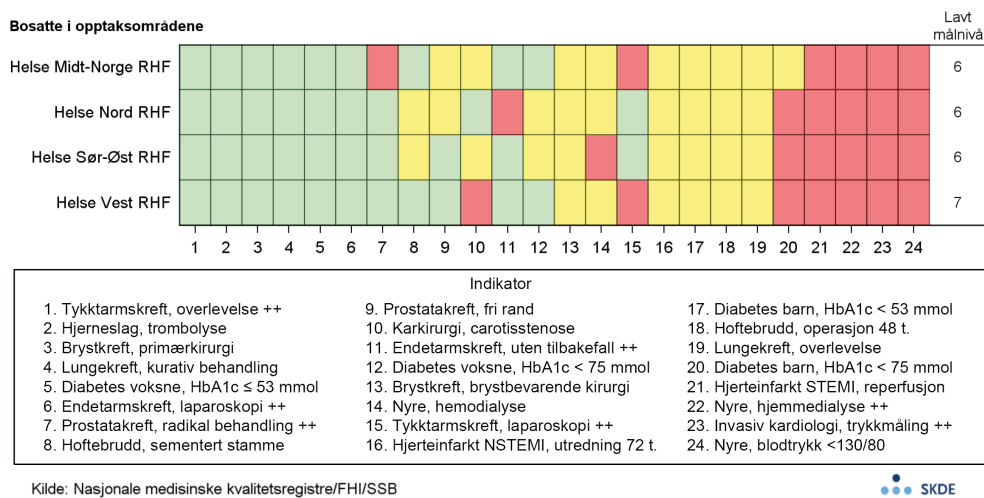 Bosatte i opptaksområdene
Lavt
målnivå
Helse Midt-Norge RHF 6
Helse Nord RHF 6
Helse Sør-Øst RHF 6
Helse Vest RHF 7
1 2 3 4 5 6 7 8 9 10 11 12 13 14 15 16 17 18 19 20 21 22 23 24
Indikator
1. Tykktarmskreft, overlevelse ++
2. Hjerneslag, trombolyse
3. Brystkreft, primærkirurgi
4. Lungekreft, kurativ behandling
5. Diabetes voksne, HbA1c ≤ 53 mmol
6. Endetarmskreft, laparoskopi ++
7. Prostatakreft, radikal behandling ++
8. Hoftebrudd, sementert stamme
9. Prostatakreft, fri rand
10. Karkirurgi, carotisstenose
11. Endetarmskreft, uten tilbakefall ++
12. Diabetes voksne, HbA1c < 75 mmol
13. Brystkreft, brystbevarende kirurgi
14. Nyre, hemodialyse
15. Tykktarmskreft, laparoskopi ++
16. Hjerteinfarkt NSTEMI, utredning 72 t.
17. Diabetes barn, HbA1c < 53 mmol
18. Hoftebrudd, operasjon 48 t.
19. Lungekreft, overlevelse
20. Diabetes barn, HbA1c < 75 mmol
21. Hjerteinfarkt STEMI, reperfusjon
22. Nyre, hjemmedialyse ++
23. Invasiv kardiologi, trykkmåling ++
24. Nyre, blodtrykk <130/80
Kilde: Nasjonale medisinske kvalitetsregistre/FHI/SSB
SKDE